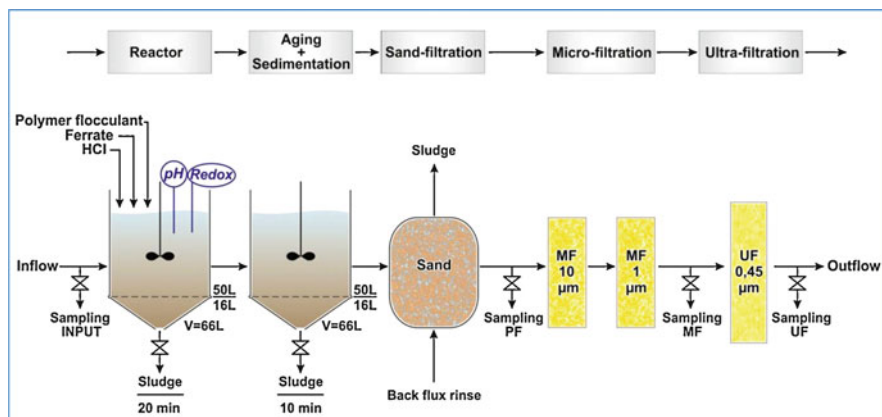 Reactor
Aging
+
Sedimentation
Sand-filtration
Micro-filtration
Ultra-filtration
Polymer flocculant
Ferrate
HCl
pH
Redox
Sludge
Inflow
Sampling
INPUT
50L
16L
V=66L
Sludge
20 min
50L
16L
V=66L
Sludge
10 min
Sand
Back flux rinse
Sampling
PF
MF
10
µm
MF
1
µm
Sampling
MF
UF
0,45
µm
Sampling
UF
Outflow